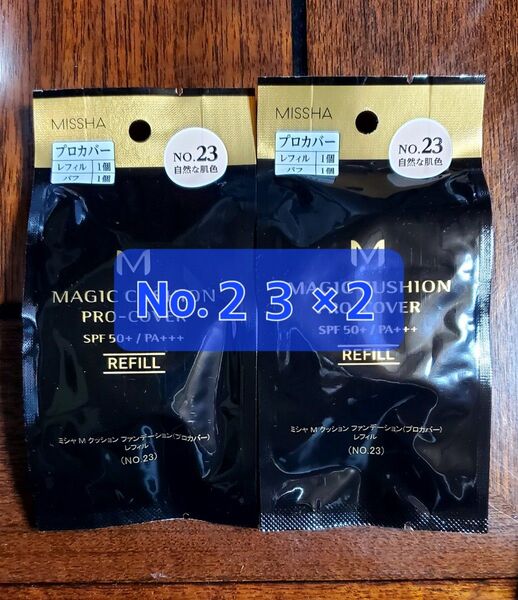 MISSHA
プロカバー
レフィル 1個
パフ 1個
NO.23
自然な肌色
M
MAGIC CUSHION
PRO-COVER
SPF 50+ / PA+++
REFILL
ミシャ M クッション ファンデーション(プロカバー)
レフィル
(NO.23)
MISSHA
プロカバー
レフィル 1個
パフ 1個
NO.23
自然な肌色
M
MAGIC CUSHION
PRO-COVER
SPF 50+ / PA+++
REFILL
ミシャ M クッション ファンデーション(プロカバー)
レフィル
(NO.23)
No.23×2